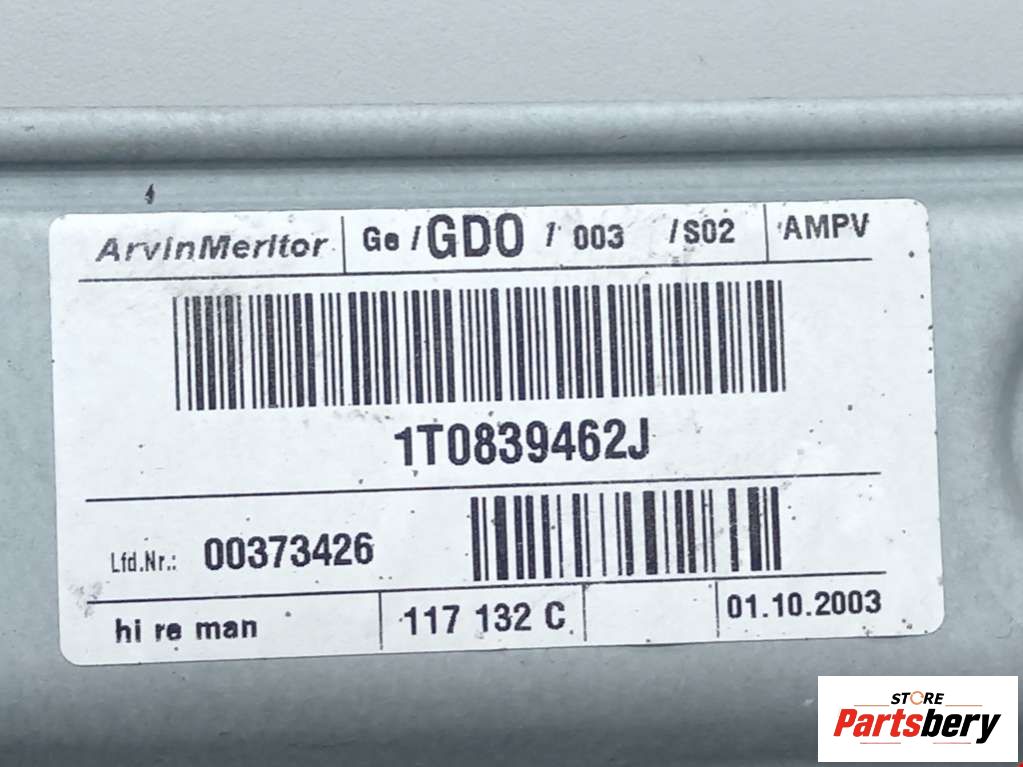 ArvinMeritor Ge / GDO / 003 / S02 AMPV
1T0839462J
Lfd.Nr.: 00373426
hi re man 117 132 C 01.10.2003
STORE
Partsbery